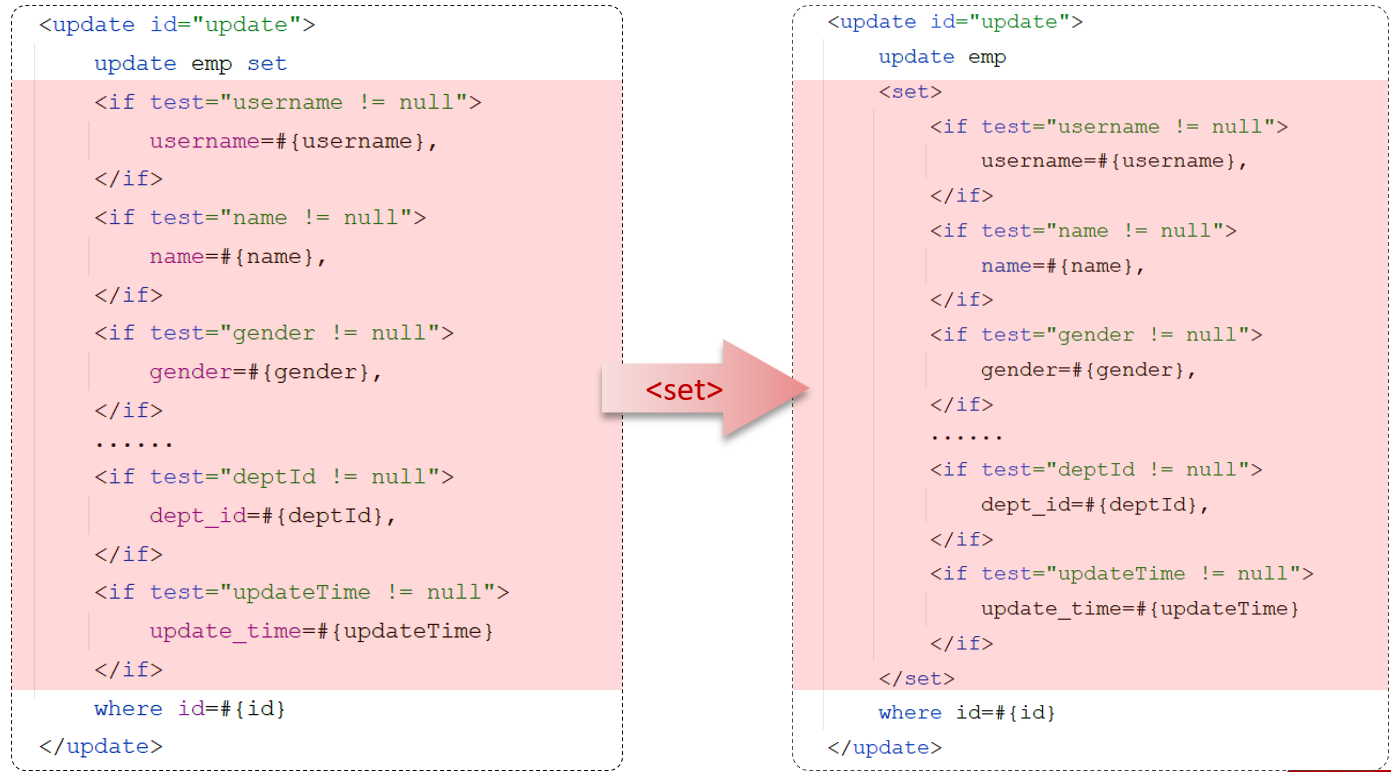 <update id="update">
update emp set
<if test="username != null">
username=#{username},
</if>
<if test="name != null">
name=#{name},
</if>
<if test="gender != null">
gender=#{gender},
</if>
......
<if test="deptId != null">
dept_id=#{deptId},
</if>
<if test="updateTime != null">
update_time=#{updateTime}
</if>
where id=#{id}
</update>
<set>
<update id="update">
update emp
<set>
<if test="username != null">
username=#{username},
</if>
<if test="name != null">
name=#{name},
</if>
<if test="gender != null">
gender=#{gender},
</if>
......
<if test="deptId != null">
dept_id=#{deptId},
</if>
<if test="updateTime != null">
update_time=#{updateTime}
</if>
</set>
where id=#{id}
</update>